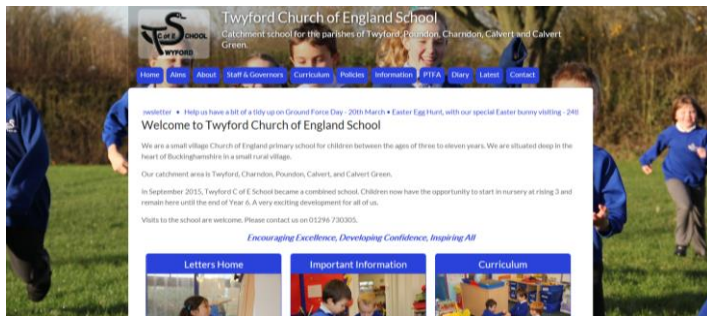 Twyford Church of England School
C of E SCHOOL
TWYFORD
Catchment school for the parishes of Twyford, Poundon, Charndon, Calvert and Calvert
Green.
Home Aims About Staff & Governors Curriculum Policies Information PTFA Diary Latest Contact
newsletter • Help us have a bit of a tidy up on Ground Force Day - 20th March • Easter Egg Hunt, with our special Easter bunny visiting - 24t
Welcome to Twyford Church of England School
We are a small village Church of England primary school for children between the ages of three to eleven years. We are situated deep in the
heart of Buckinghamshire in a small rural village.
Our catchment area is Twyford, Charndon, Poundon, Calvert, and Calvert Green.
In September 2015, Twyford C of E School became a combined school. Children now have the opportunity to start in nursery at rising 3 and
remain here until the end of Year 6. A very exciting development for all of us.
Visits to the school are welcome. Please contact us on 01296 730305.
Encouraging Excellence, Developing Confidence, Inspiring All
Letters Home Important Information Curriculum